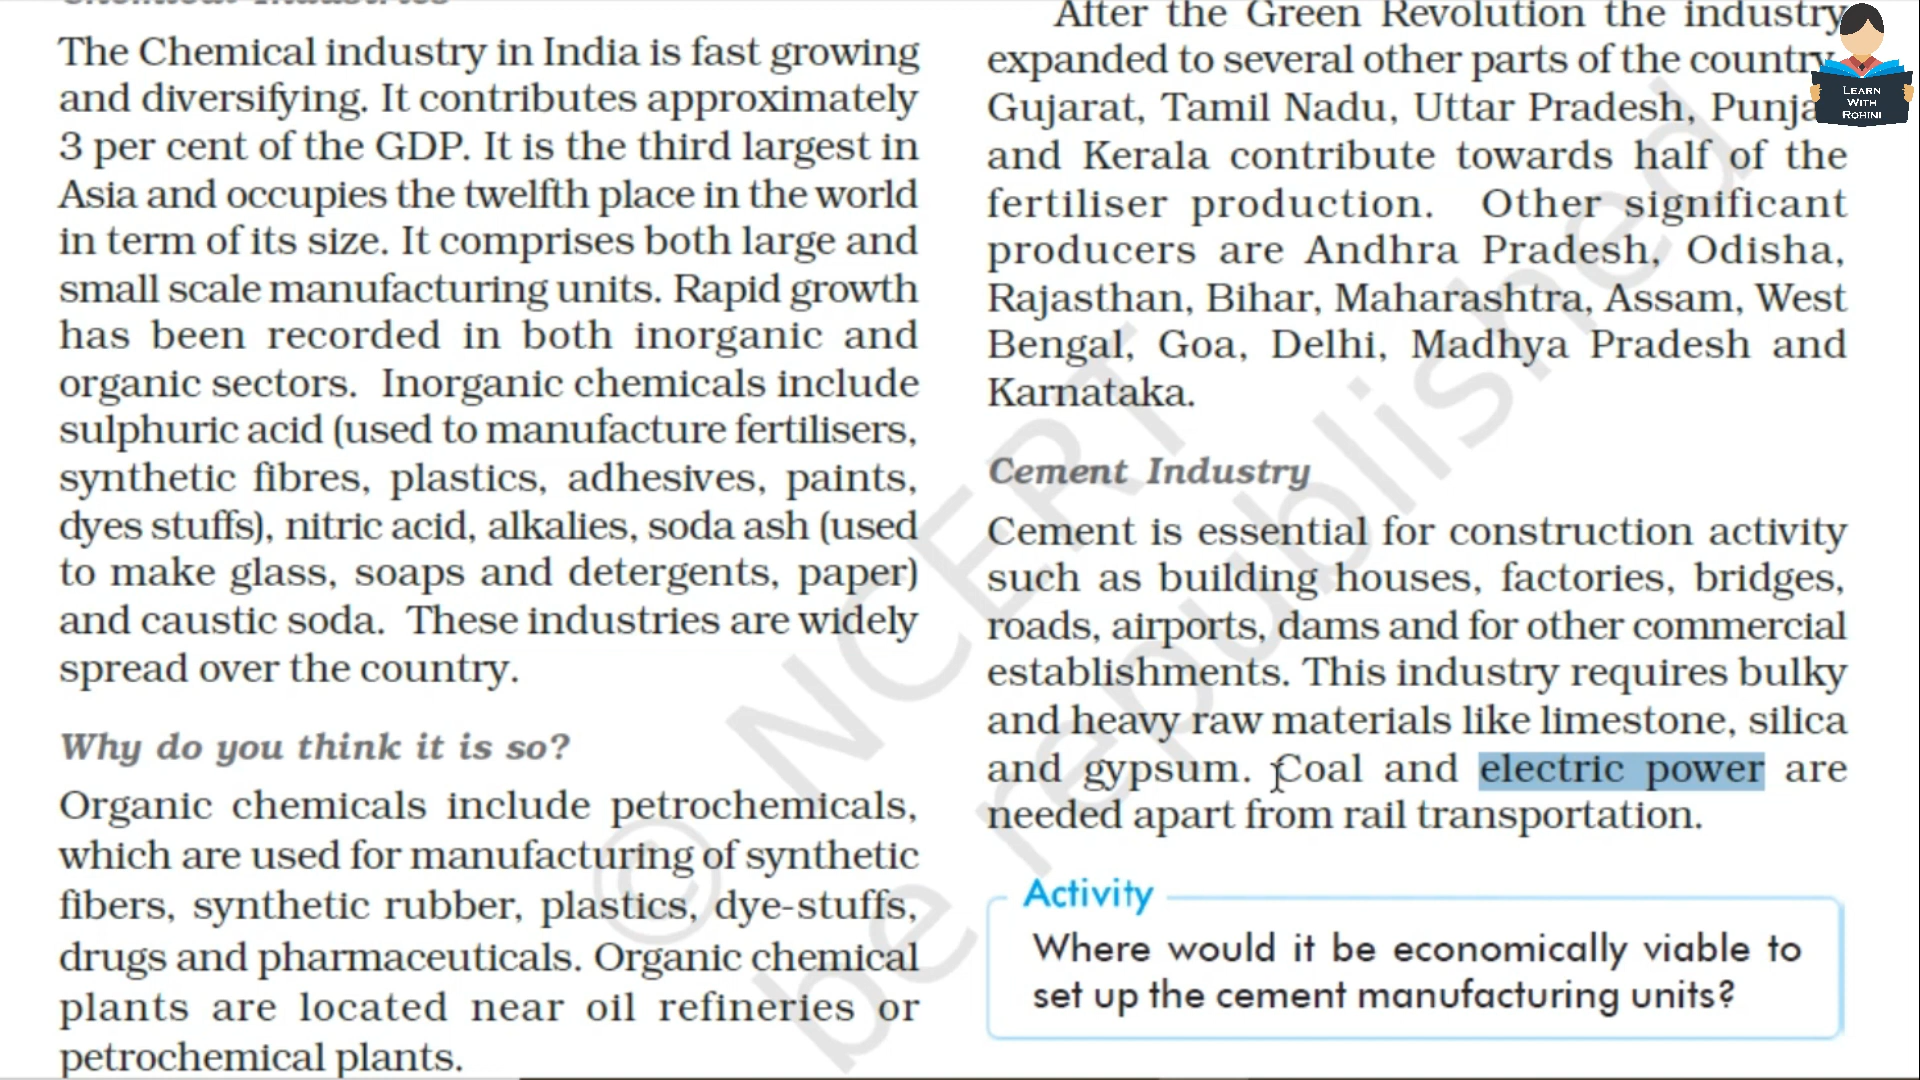 Chemical Industries
The Chemical industry in India is fast growing
and diversifying. It contributes approximately
3 per cent of the GDP. It is the third largest in
Asia and occupies the twelfth place in the world
in term of its size. It comprises both large and
small scale manufacturing units. Rapid growth
has been recorded in both inorganic and
organic sectors. Inorganic chemicals include
sulphuric acid (used to manufacture fertilisers,
synthetic fibres, plastics, adhesives, paints,
dyes stuffs), nitric acid, alkalies, soda ash (used
to make glass, soaps and detergents, paper)
and caustic soda. These industries are widely
spread over the country.
Why do you think it is so?
Organic chemicals include petrochemicals,
which are used for manufacturing of synthetic
fibers, synthetic rubber, plastics, dye-stuffs,
drugs and pharmaceuticals. Organic chemical
plants are located near oil refineries or
petrochemical plants.
After the Green Revolution the industry
expanded to several other parts of the country.
Gujarat, Tamil Nadu, Uttar Pradesh, Punja
and Kerala contribute towards half of the
fertiliser production. Other significant
producers are Andhra Pradesh, Odisha,
Rajasthan, Bihar, Maharashtra, Assam, West
Bengal, Goa, Delhi, Madhya Pradesh and
Karnataka.
Cement Industry
Cement is essential for construction activity
such as building houses, factories, bridges,
roads, airports, dams and for other commercial
establishments. This industry requires bulky
and heavy raw materials like limestone, silica
and gypsum. Coal and electric power are
needed apart from rail transportation.
Activity
Where would it be economically viable to
set up the cement manufacturing units?
LEARN
WITH
ROHINI
© NCERT
be republished